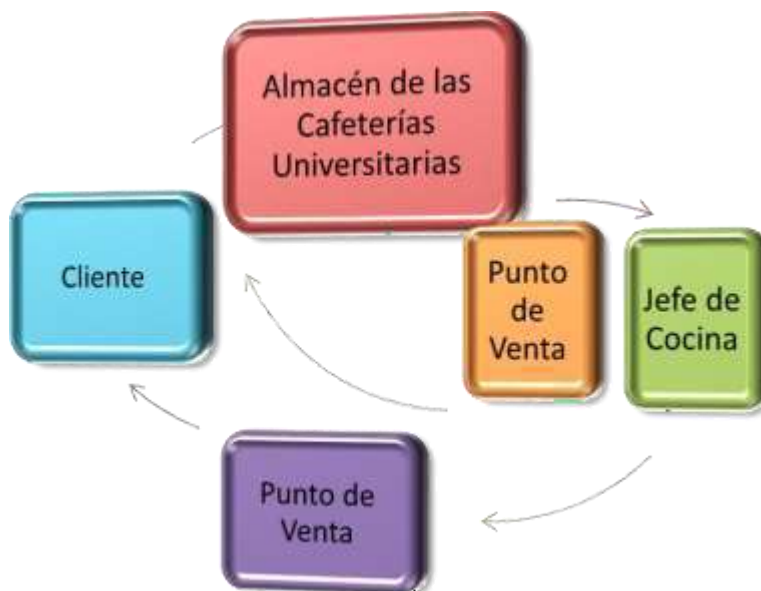 Almacén de las
Cafeterías
Universitarias
Cliente
Punto
de
Venta
Jefe de
Cocina
Punto de
Venta